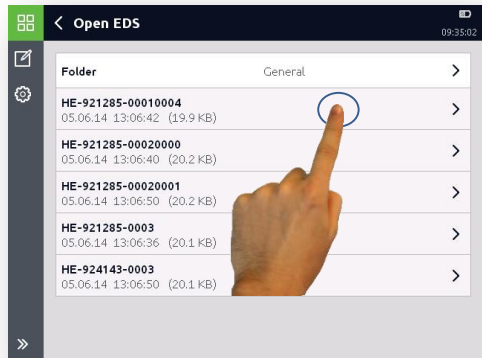 Open EDS
09:35:02
Folder General
HE-921285-00010004
05.06.14 13:06:42 (19.9 KB)
HE-921285-00020000
05.06.14 13:06:40 (20.2 KB)
HE-921285-00020001
05.06.14 13:06:50 (20.2 KB)
HE-921285-0003
05.06.14 13:06:36 (20.1 KB)
HE-924143-0003
05.06.14 13:06:50 (20.1 KB)